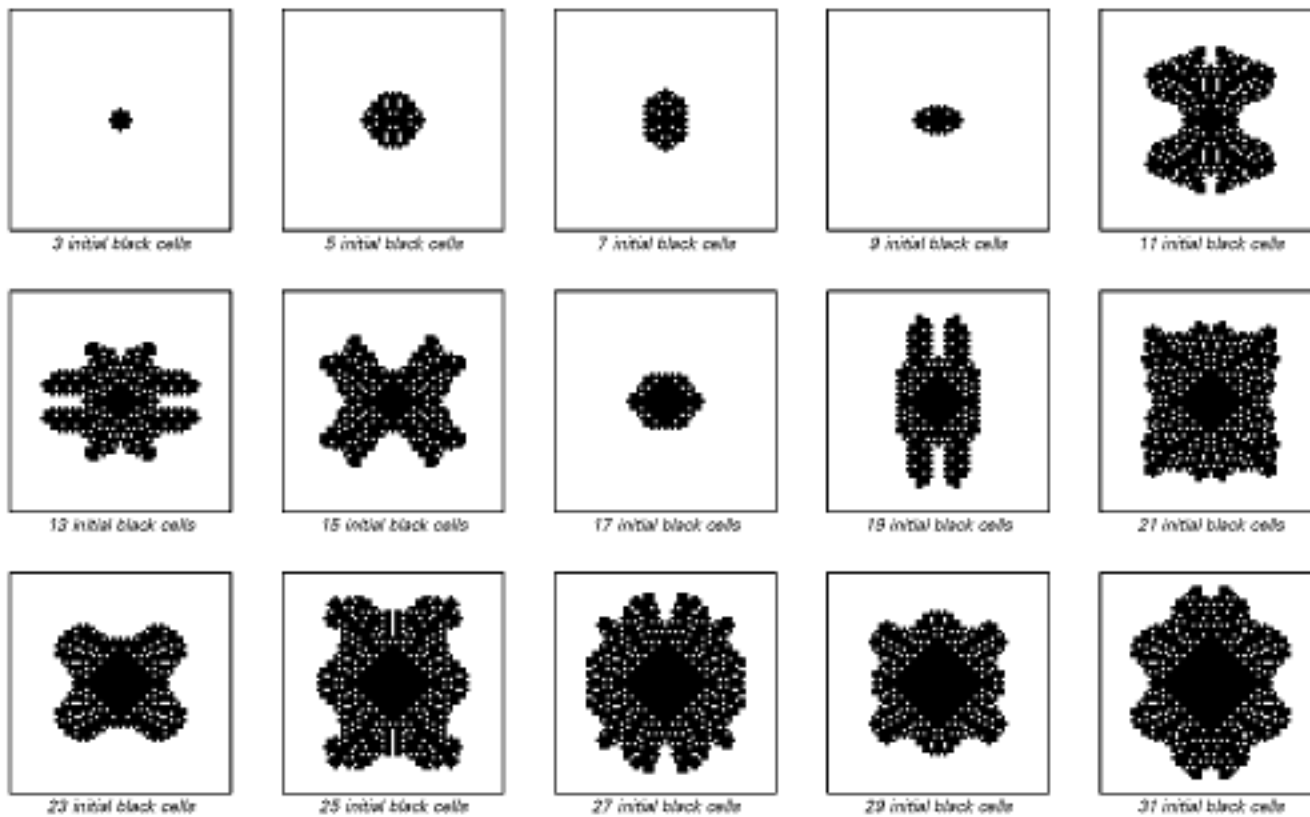 3 initial black cells
5 initial black cells
7 initial black cells
9 initial black cells
11 initial black cells
13 initial black cells
15 initial black cells
17 initial black cells
19 initial black cells
21 initial black cells
23 initial black cells
25 initial black cells
27 initial black cells
29 initial black cells
31 initial black cells